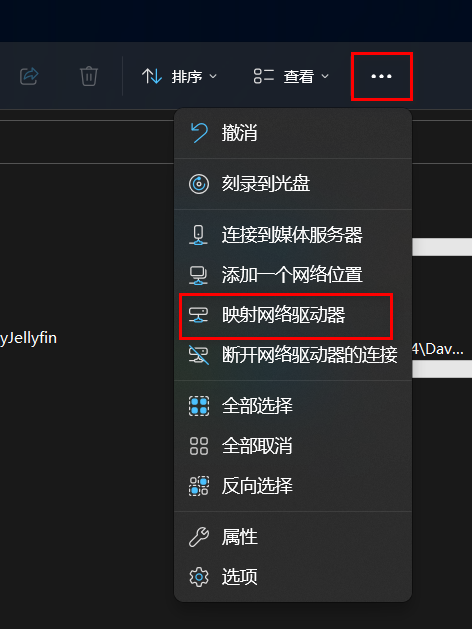 排序
查看
撤消
刻录到光盘
连接到媒体服务器
添加一个网络位置
映射网络驱动器
yJellyfin
断开网络驱动器的连接
4\Dav...
全部选择
全部取消
反向选择
属性
选项